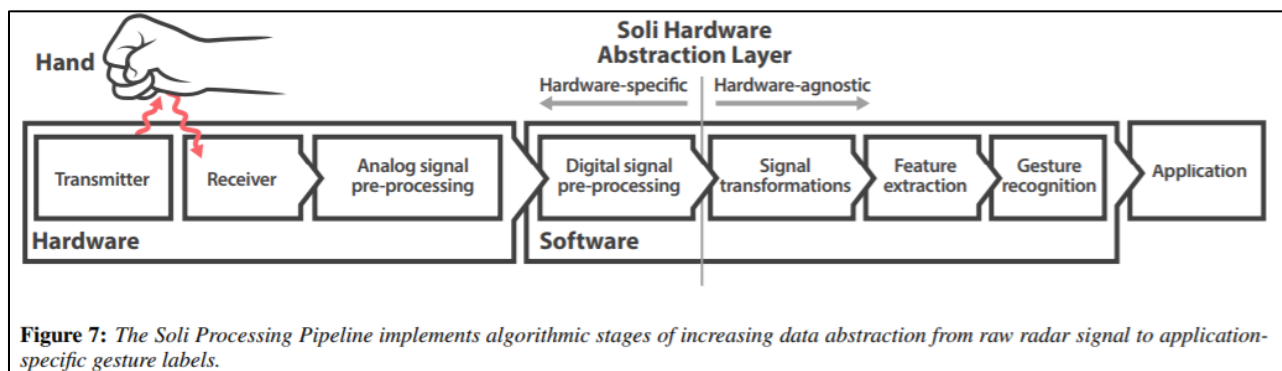 Soli Hardware
Abstraction Layer
Hand
Hardware-specific
Hardware-agnostic
Transmitter
Receiver
Analog signal
pre-processing
Digital signal
pre-processing
Signal
transformations
Feature
extraction
Gesture
recognition
Application
Hardware
Software
Figure 7: The Soli Processing Pipeline implements algorithmic stages of increasing data abstraction from raw radar signal to application-
specific gesture labels.